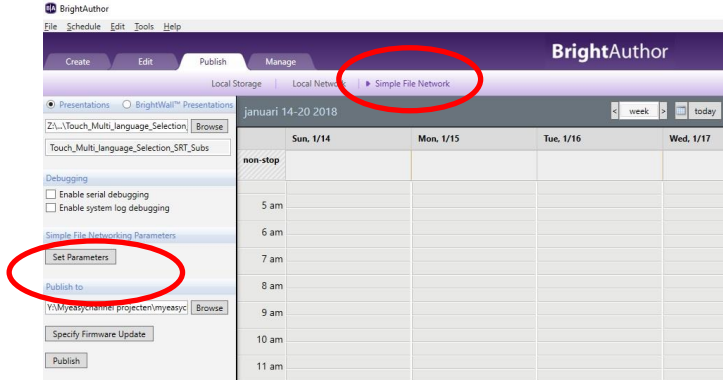 BrightAuthor
File Schedule Edit Tools Help
BrightAuthor
Create Edit Publish Manage
Local Storage Local Network Simple File Network
Presentations BrightWall™ Presentations
januari 14-20 2018
< week > today
Z:\...\Touch_Multi_language_Selection Browse
Touch_Multi_language_Selection_SRT_Subs
Sun, 1/14 Mon, 1/15 Tue, 1/16 Wed, 1/17
non-stop
Debugging
Enable serial debugging
Enable system log debugging
5 am
Simple File Networking Parameters
6 am
Set Parameters
7 am
Publish to
8 am
Y:\Myeasychannel projecten\myeasyc Browse
9 am
Specify Firmware Update
10 am
Publish
11 am